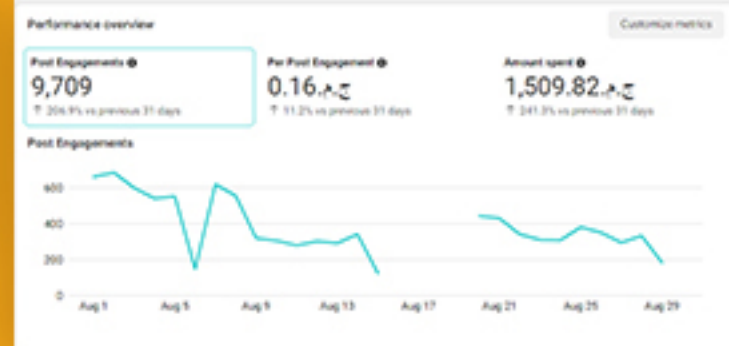 Performance overview
Customize metrics
Post Engagements
Per Post Engagement
Amount spent
9,709
0.16.ج.م
1,509.82.ج.م
↑ 206.9% vs previous 31 days
↑ 11.2% vs previous 31 days
↑ 241.3% vs previous 31 days
Post Engagements
600
400
200
0
Aug 1 Aug 5 Aug 9 Aug 13 Aug 17 Aug 21 Aug 25 Aug 29